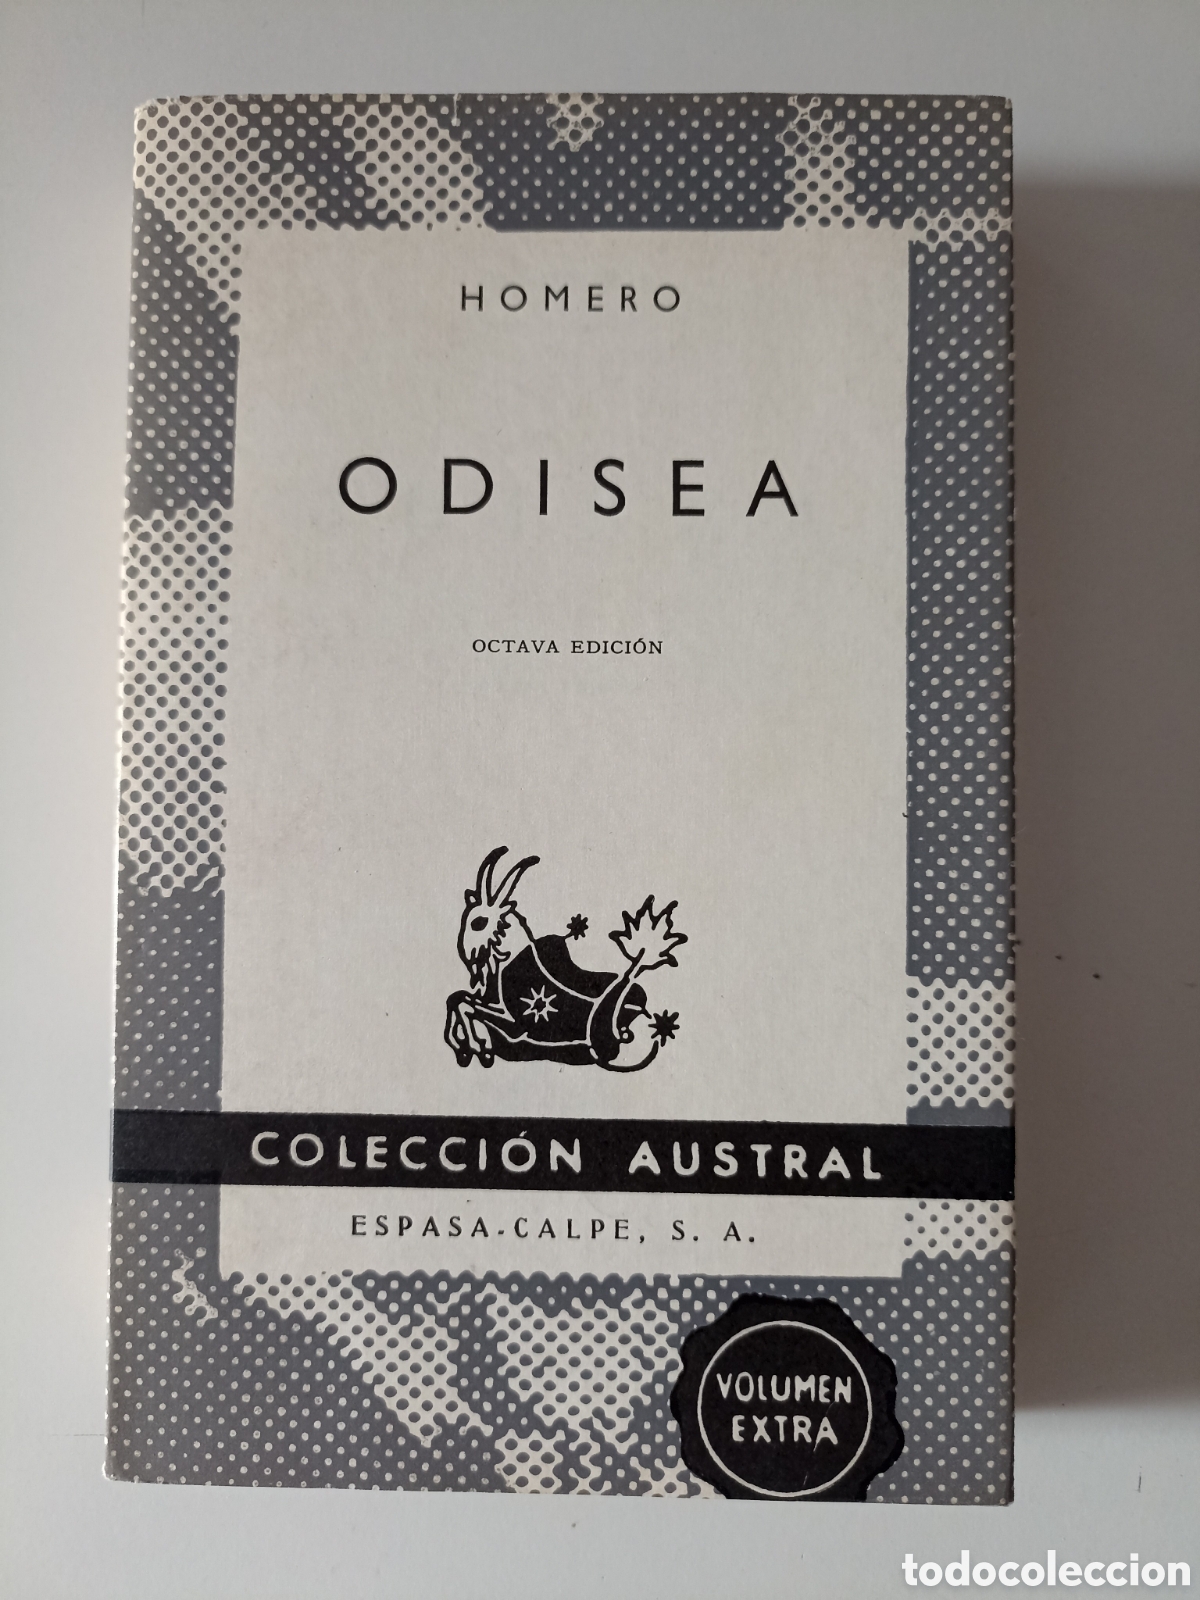 HOMERO
ODISEA
OCTAVA EDICIÓN
COLECCIÓN AUSTRAL
ESPASA-CALPE, S. A.
VOLUMEN
EXTRA
todocoleccion